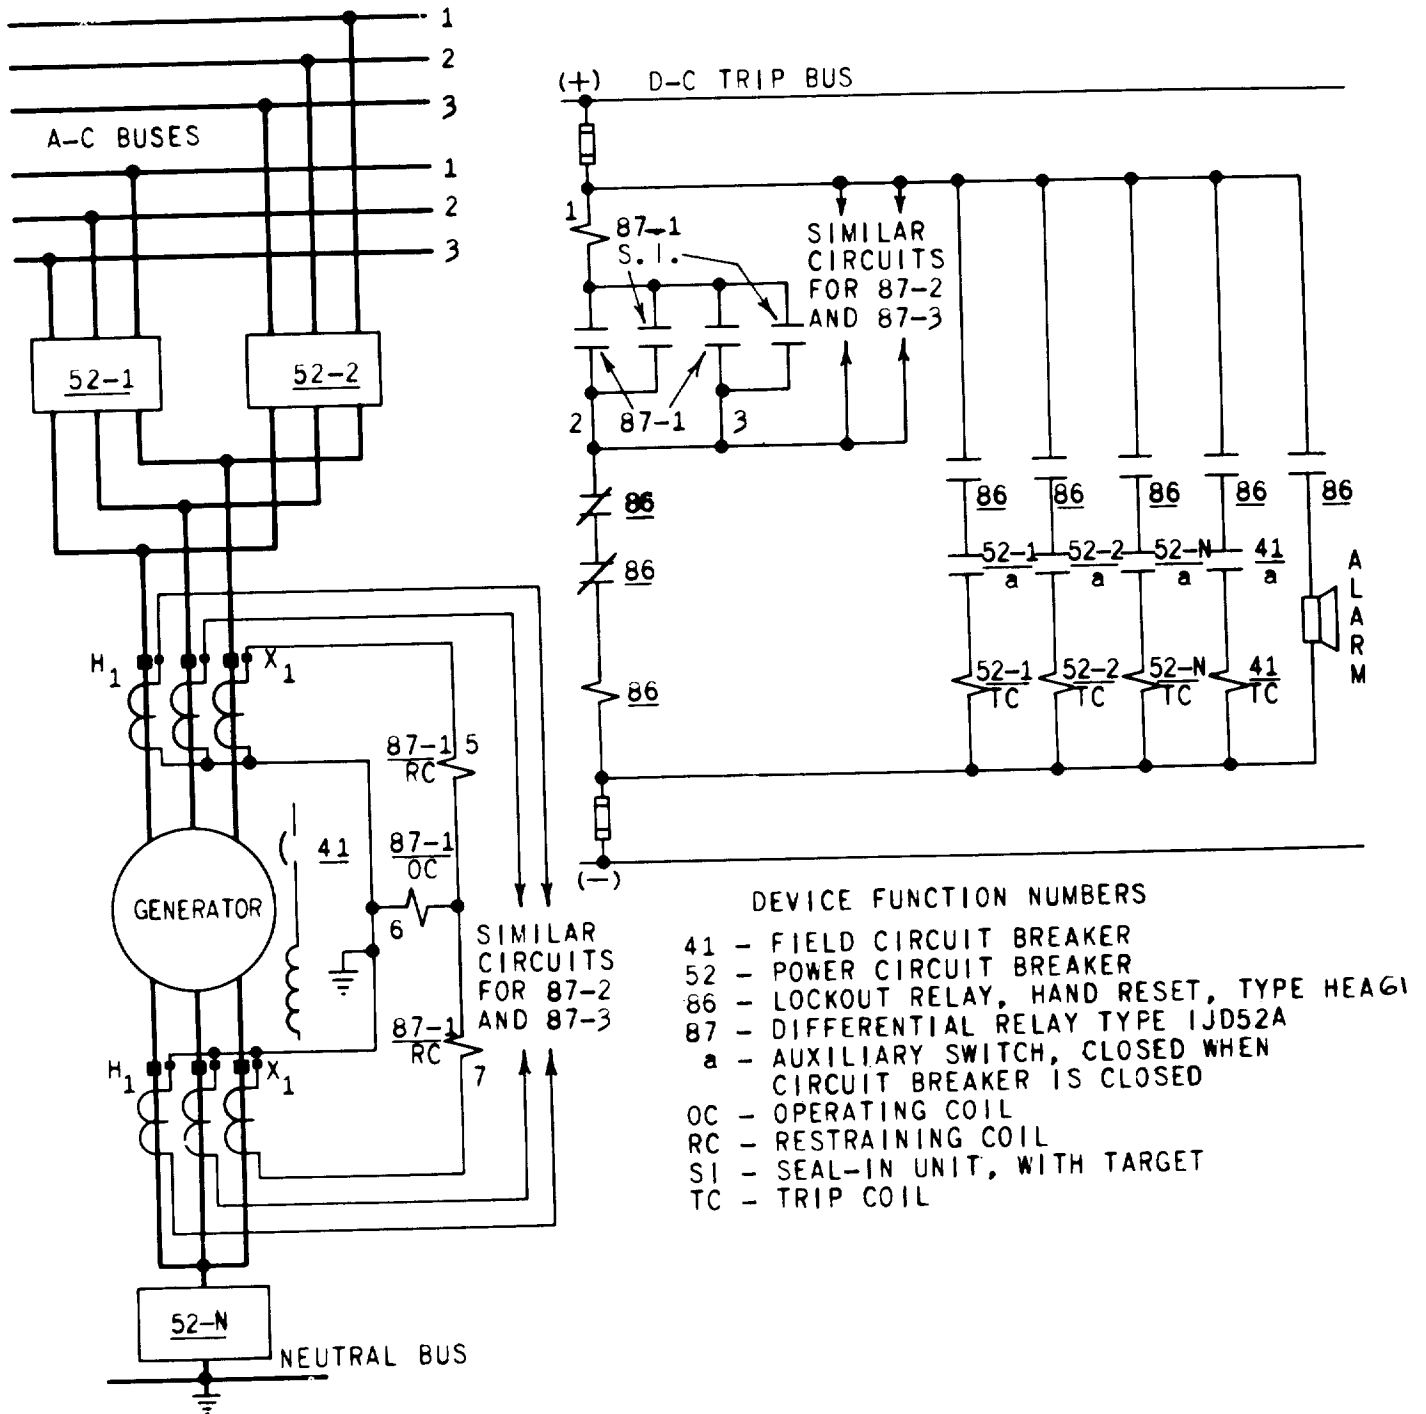 1
2
3
A-C BUSES
1
2
3
52-1
52-2
(+) D-C TRIP BUS
1
87-1
S.I.
SIMILAR
CIRCUITS
FOR 87-2
AND 87-3
2
87-1
3
86
86
86
86
86
86
86
86
52-1
a
52-2
a
52-N
a
41
a
52-1
TC
52-2
TC
52-N
TC
41
TC
ALARM
(-)
H1
X1
87-1
RC
5
41
87-1
OC
6
GENERATOR
SIMILAR
CIRCUITS
FOR 87-2
AND 87-3
87-1
RC
7
H1
X1
52-N
NEUTRAL BUS
DEVICE FUNCTION NUMBERS
41 - FIELD CIRCUIT BREAKER
52 - POWER CIRCUIT BREAKER
86 - LOCKOUT RELAY, HAND RESET, TYPE HEA61
87 - DIFFERENTIAL RELAY TYPE IJD52A
a - AUXILIARY SWITCH, CLOSED WHEN
CIRCUIT BREAKER IS CLOSED
OC - OPERATING COIL
RC - RESTRAINING COIL
SI - SEAL-IN UNIT, WITH TARGET
TC - TRIP COIL